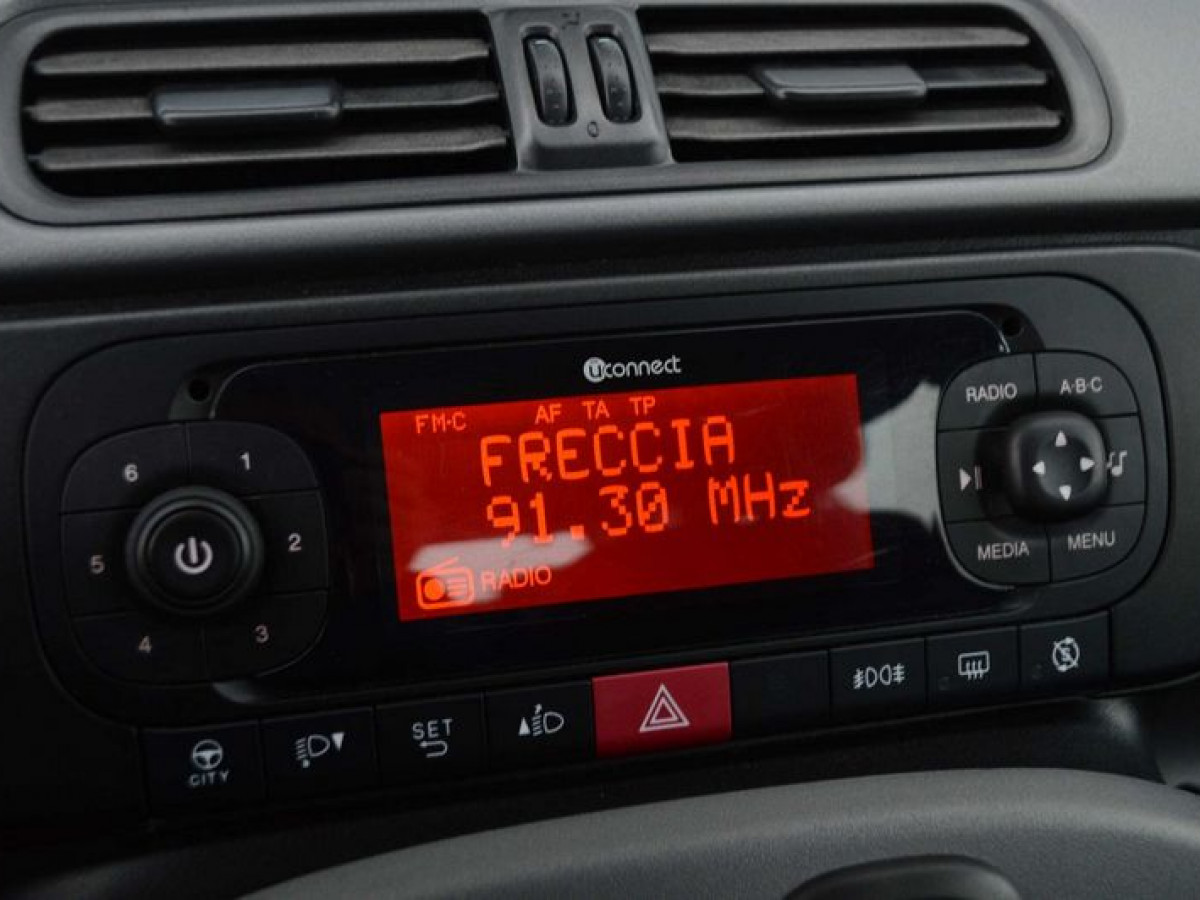 uconnect
FM·C AF TA TP
FRECCIA
91.30 MHz
RADIO
6
1
5
2
4
3
RADIO
A·B·C
MEDIA
MENU
CITY
SET
0